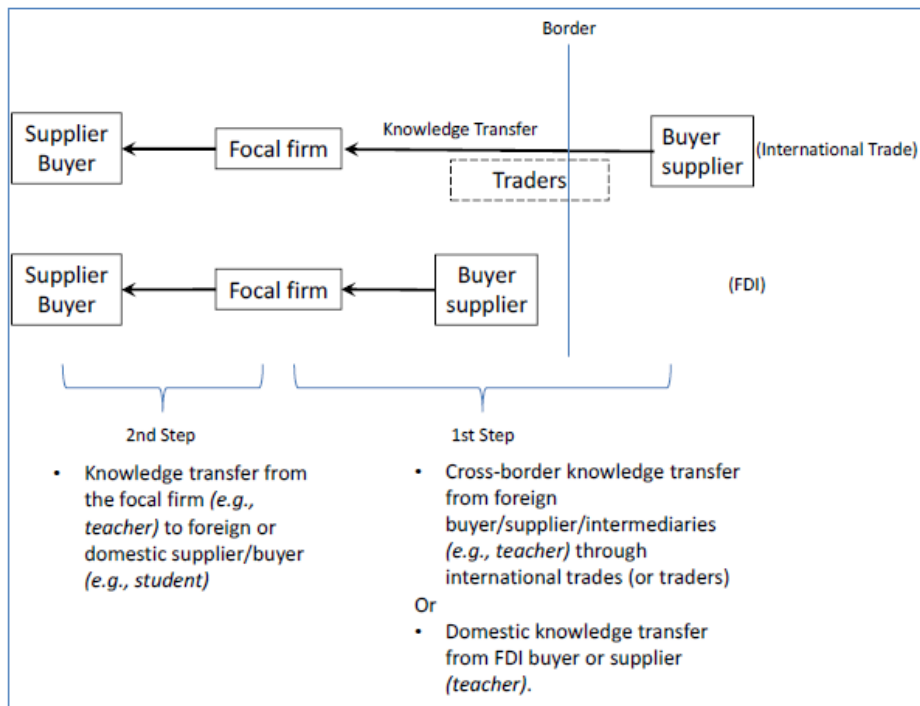 Border
Knowledge Transfer
Supplier
Buyer
Focal firm
Buyer
supplier
(International Trade)
Traders
Supplier
Buyer
Focal firm
Buyer
supplier
(FDI)
2nd Step
• Knowledge transfer from
the focal firm (e.g.,
teacher) to foreign or
domestic supplier/buyer
(e.g., student)
1st Step
• Cross-border knowledge transfer
from foreign
buyer/supplier/intermediaries
(e.g., teacher) through
international trades (or traders)
Or
• Domestic knowledge transfer
from FDI buyer or supplier
(teacher).